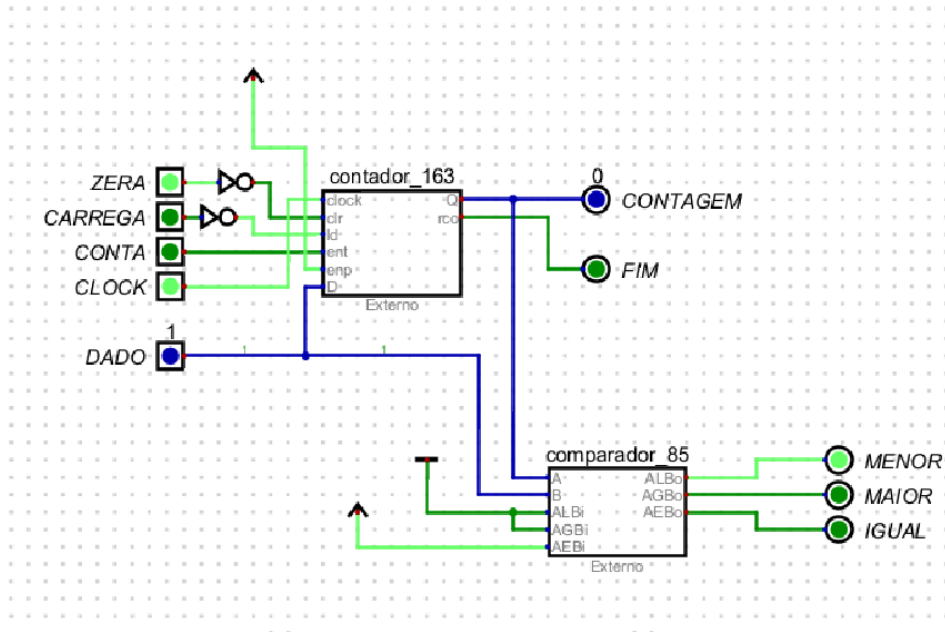 ZERA
CARREGA
CONTA
CLOCK
1
DADO
contador_163
clock
clr
ld
ent
enp
D
Q
rco
Externo
0
CONTAGEM
FIM
1
1
comparador_85
A
B
ALBi
AGBi
AEBi
ALBo
AGBo
AEBo
Externo
MENOR
MAIOR
IGUAL